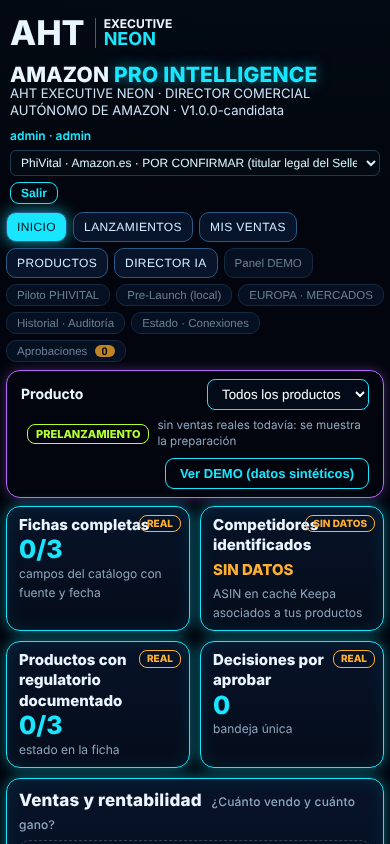 AHT
EXECUTIVE
NEON
AMAZON PRO INTELLIGENCE
AHT EXECUTIVE NEON · DIRECTOR COMERCIAL
AUTÓNOMO DE AMAZON · V1.0.0-candidata
admin · admin
PhiVital · Amazon.es · POR CONFIRMAR (titular legal del Selle
Salir
INICIO LANZAMIENTOS MIS VENTAS
PRODUCTOS DIRECTOR IA Panel DEMO
Piloto PHIVITAL Pre-Launch (local) EUROPA · MERCADOS
Historial · Auditoría Estado · Conexiones
Aprobaciones 0
Producto Todos los productos
PRELANZAMIENTO sin ventas reales todavía: se muestra
la preparación
Ver DEMO (datos sintéticos)
Fichas completas REAL
0/3
campos del catálogo con
fuente y fecha
Competidores SIN DATOS
identificados
SIN DATOS
ASIN en caché Keepa
asociados a tus productos
Productos con REAL
regulatorio
documentado
0/3
estado en la ficha
Decisiones por REAL
aprobar
0
bandeja única
Ventas y rentabilidad ¿Cuánto vendo y cuánto
gano?